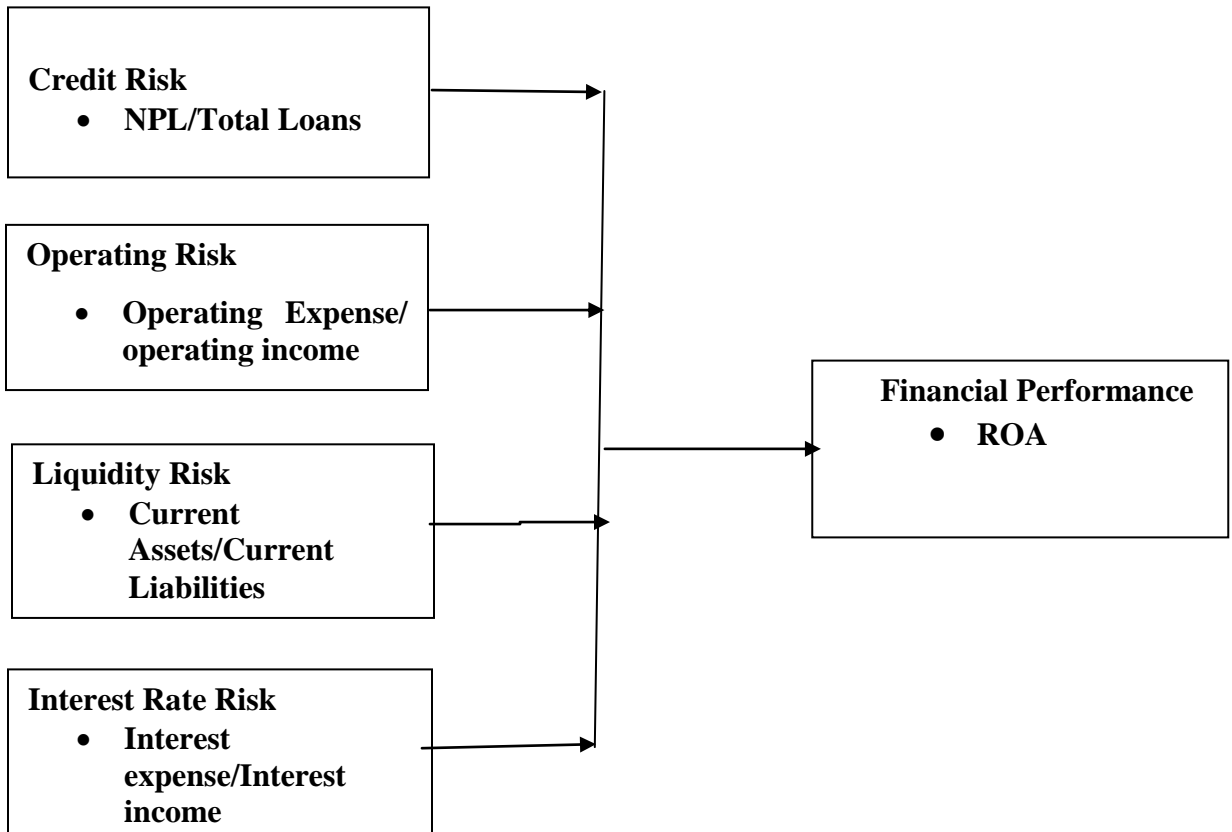 Credit Risk
• NPL/Total Loans
Operating Risk
• Operating Expense/
operating income
Liquidity Risk
• Current
Assets/Current
Liabilities
Interest Rate Risk
• Interest
expense/Interest
income
Financial Performance
• ROA